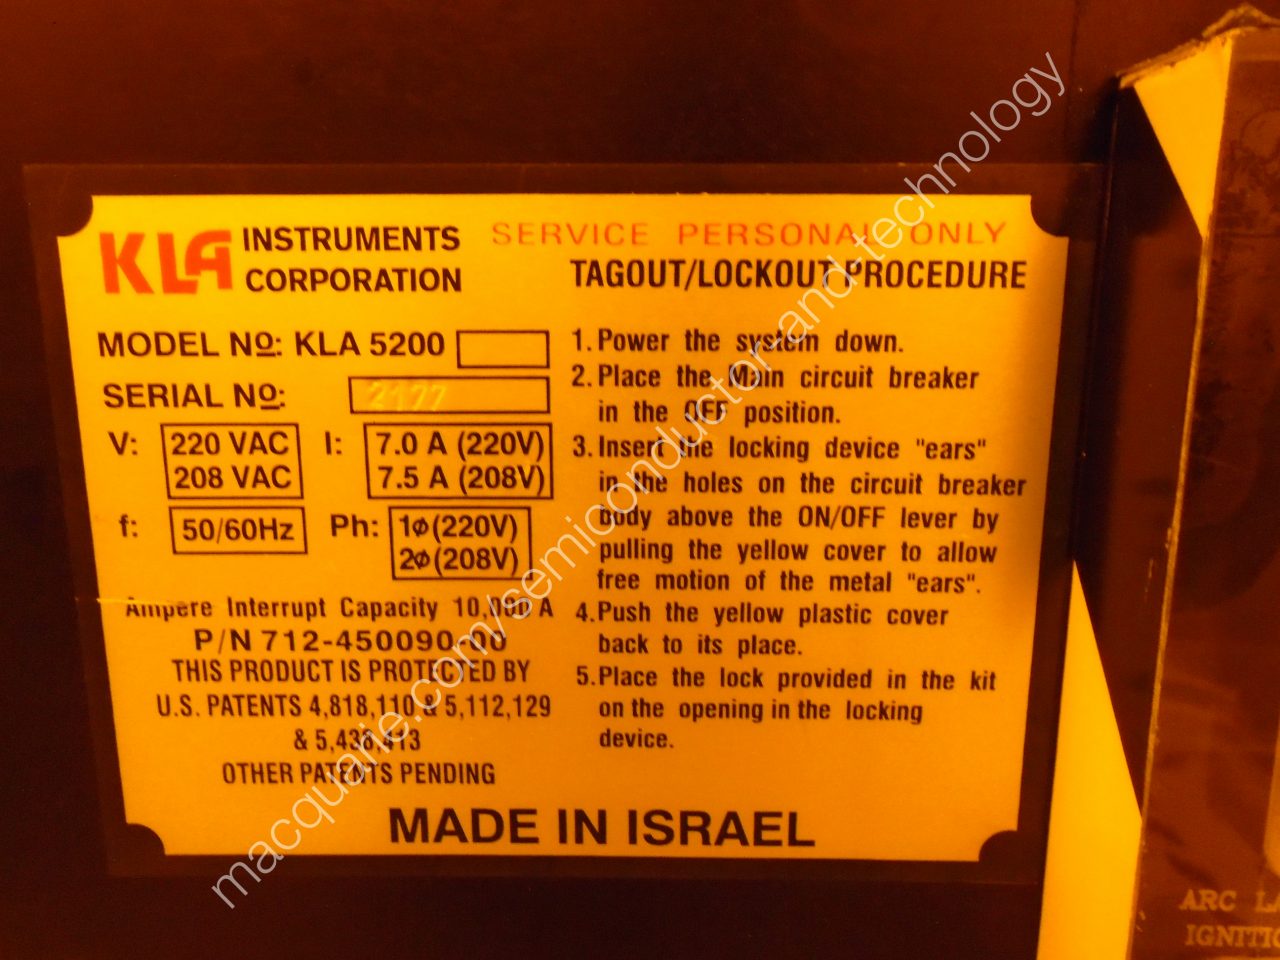 KLA INSTRUMENTS CORPORATION
MODEL No: KLA 5200
SERIAL No: 2177
V: 220 VAC
208 VAC
I: 7.0 A (220V)
7.5 A (208V)
f: 50/60Hz
Ph: 1ø(220V)
2ø(208V)
Ampere Interrupt Capacity 10,000 A
P/N 712-450090-00
THIS PRODUCT IS PROTECTED BY
U.S. PATENTS 4,818,110 & 5,112,129
& 5,438,413
OTHER PATENTS PENDING
SERVICE PERSONAL ONLY
TAGOUT/LOCKOUT PROCEDURE
1. Power the system down.
2. Place the Main circuit breaker
in the OFF position.
3. Insert the locking device "ears"
in the holes on the circuit breaker
body above the ON/OFF lever by
pulling the yellow cover to allow
free motion of the metal "ears".
4. Push the yellow plastic cover
back to its place.
5. Place the lock provided in the kit
on the opening in the locking
device.
MADE IN ISRAEL
ARC
macquarie.com/semiconductor-and-technology